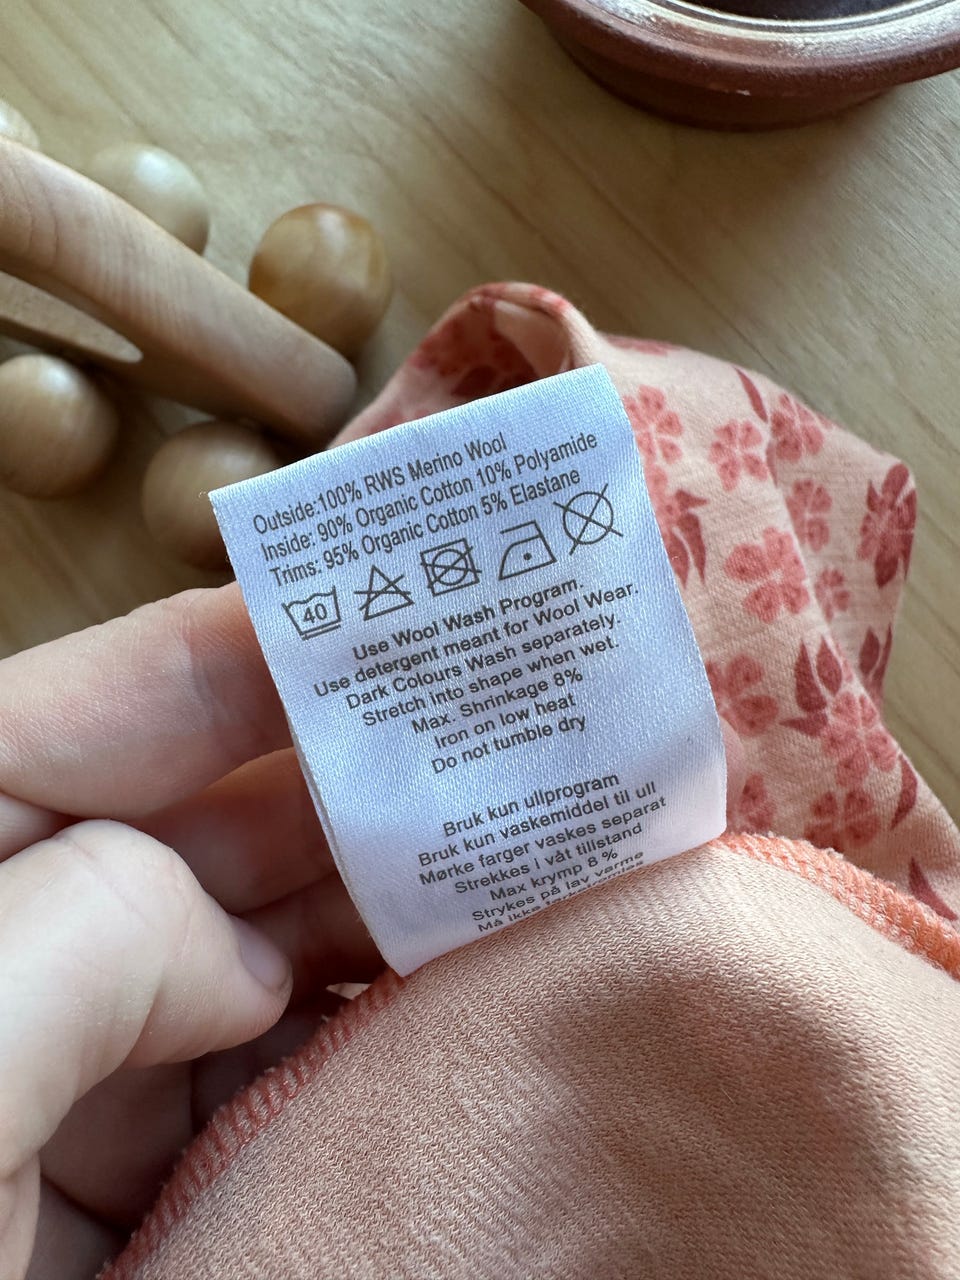 Outside:100% RWS Merino Wool
Inside: 90% Organic Cotton 10% Polyamide
Trims: 95% Organic Cotton 5% Elastane
40
Use Wool Wash Program.
Use detergent meant for Wool Wear.
Dark Colours Wash separately.
Stretch into shape when wet.
Max. Shrinkage 8%
Iron on low heat
Do not tumble dry
Bruk kun ullprogram
Bruk kun vaskemiddel til ull
Mørke farger vaskes separat
Strekkes i våt tillstand
Max krymp 8 %
Strykes på lav varme
Må ikke